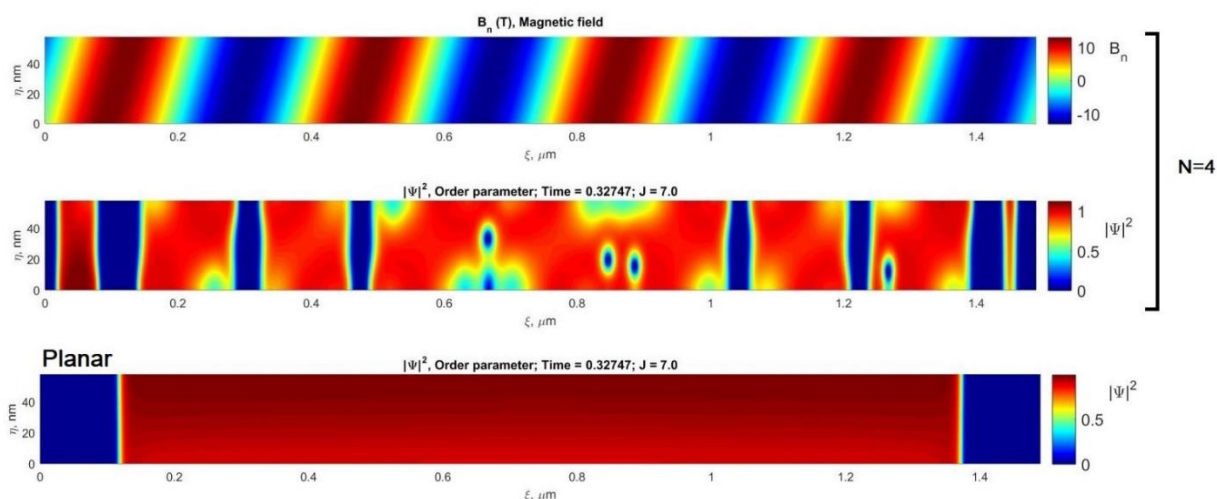 B_n (T), Magnetic field
η, nm
40
20
0
0
0.2
0.4
0.6
0.8
1
1.2
1.4
ξ, μm
10
0
-10
B_n
|Ψ|², Order parameter; Time = 0.32747; J = 7.0
η, nm
40
20
0
0
0.2
0.4
0.6
0.8
1
1.2
1.4
ξ, μm
1
0.5
0
|Ψ|²
N=4
Planar
|Ψ|², Order parameter; Time = 0.32747; J = 7.0
η, nm
40
20
0
0
0.2
0.4
0.6
0.8
1
1.2
1.4
ξ, μm
0.5
0
|Ψ|²